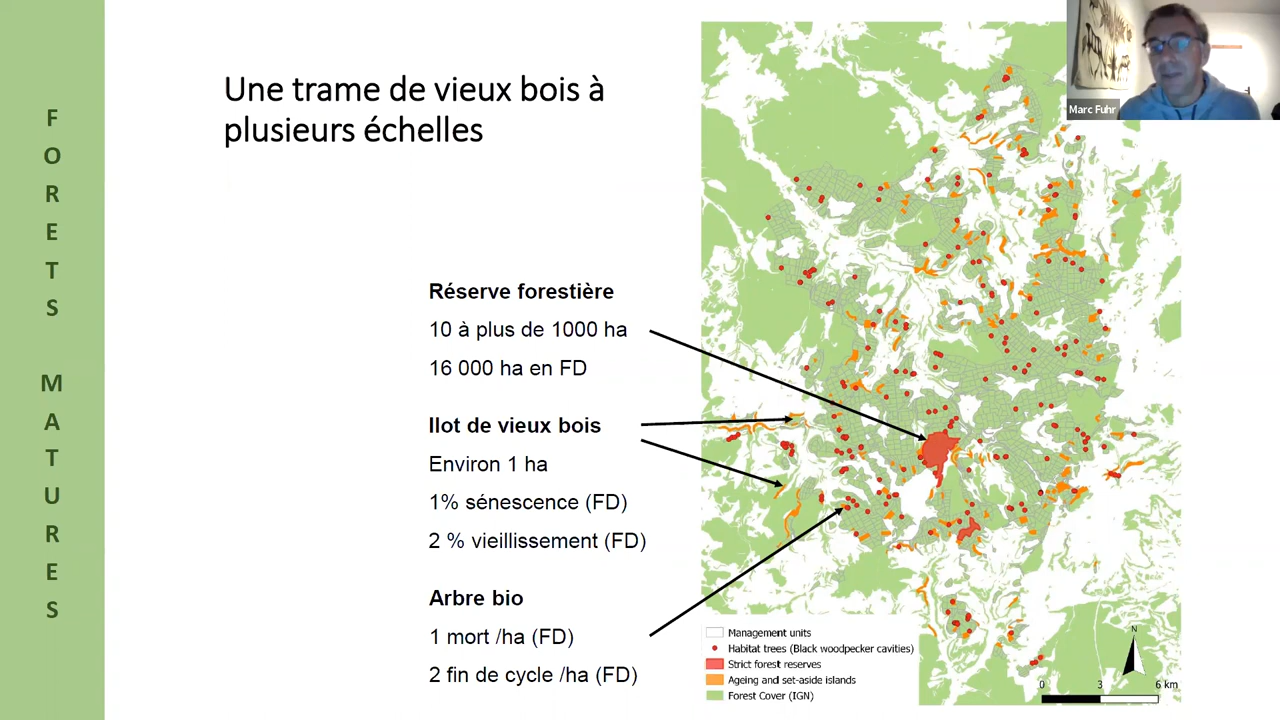 FORETS MATURES
Une trame de vieux bois à
plusieurs échelles
Réserve forestière
10 à plus de 1000 ha
16 000 ha en FD
Ilot de vieux bois
Environ 1 ha
1% sénescence (FD)
2 % vieillissement (FD)
Arbre bio
1 mort /ha (FD)
2 fin de cycle /ha (FD)
Marc Fuhr
Management units
Habitat trees (Black woodpecker cavities)
Strict forest reserves
Ageing and set-aside islands
Forest Cover (IGN)
N
0 3 6 km